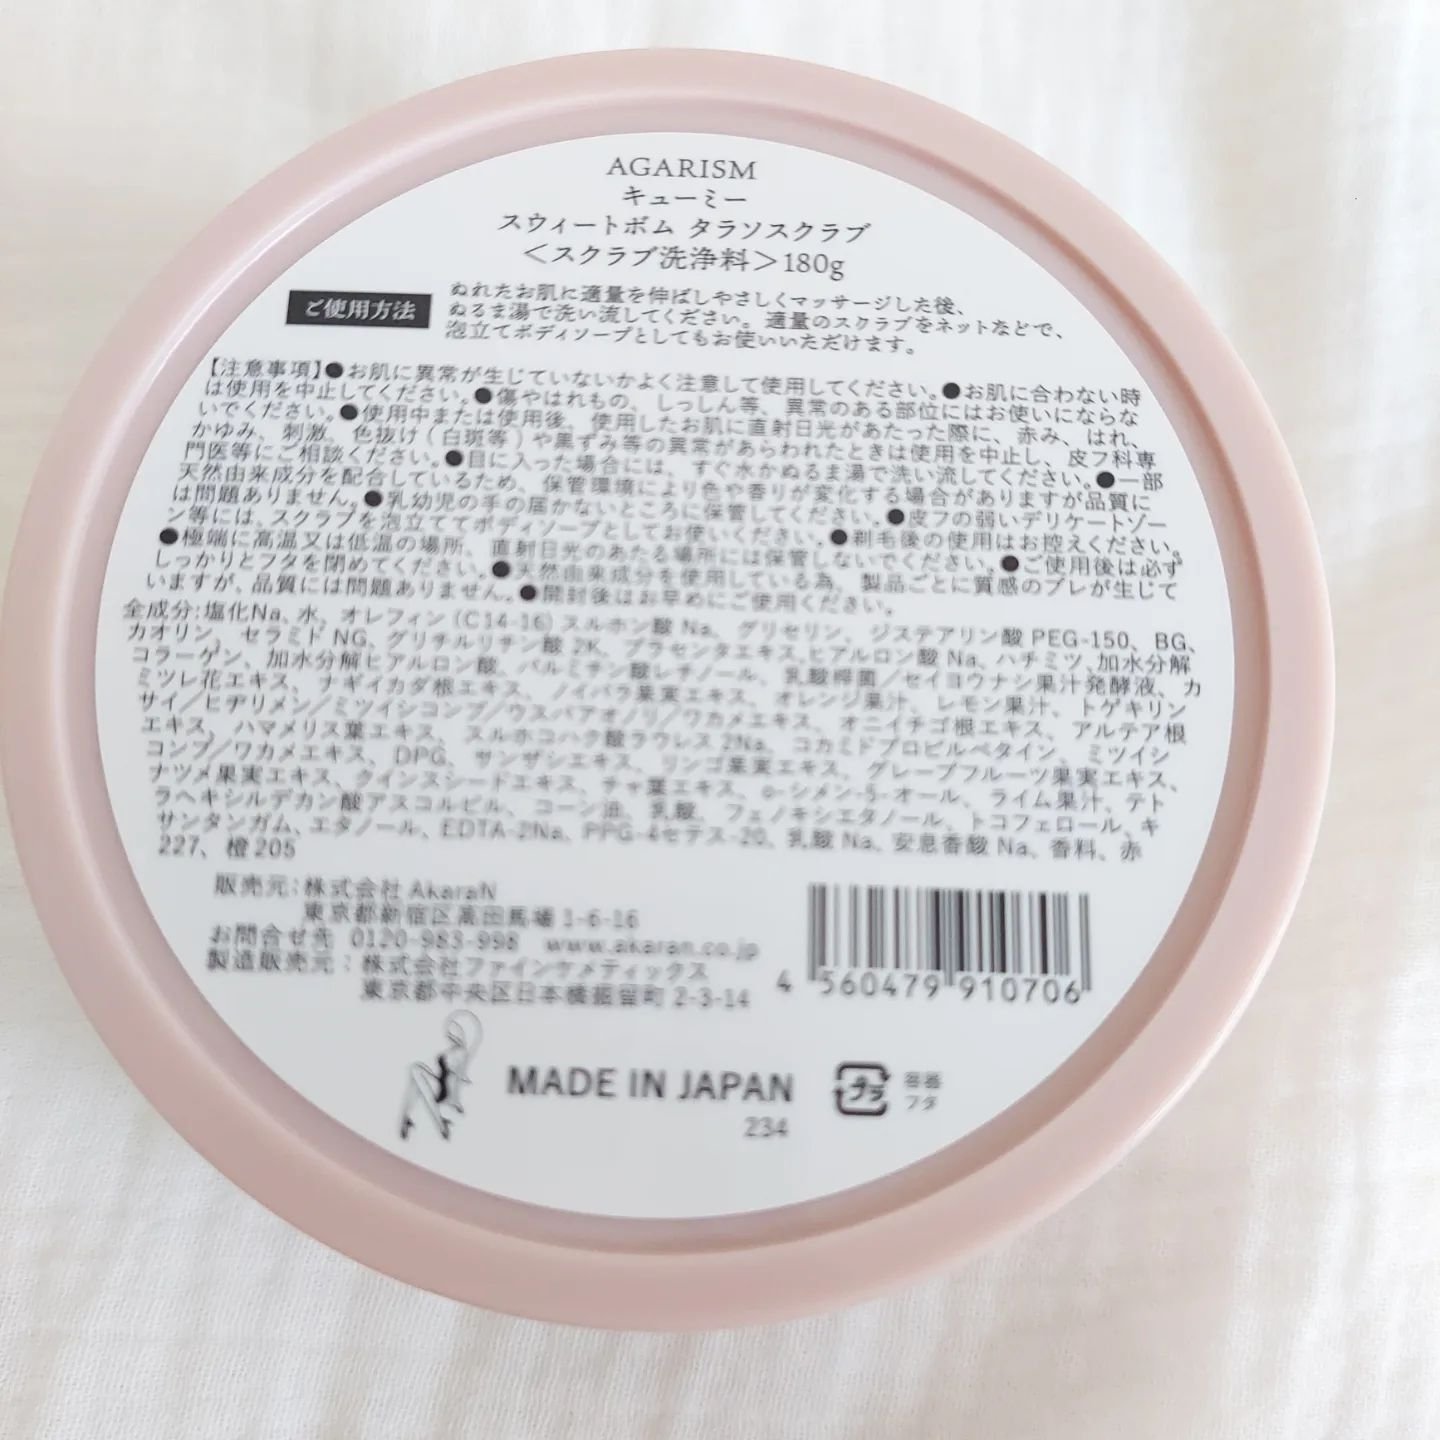 AGARISM
キューミー
スウィートボム タラソスクラブ
＜スクラブ洗浄料＞180g
ご使用方法
ぬれたお肌に適量を伸ばしやさしくマッサージした後、
ぬるま湯で洗い流してください。適量のスクラブをネットなどで、
泡立てボディソープとしてもお使いいただけます。
【注意事項】●お肌に異常が生じていないかよく注意して使用してください。●お肌に合わない時
は使用を中止してください。●傷やはれもの、しっしん等、異常のある部位にはお使いにならな
いでください。●使用中または使用後、使用したお肌に直射日光があたった際に、赤み、はれ、
かゆみ、刺激、色抜け(白斑等)や黒ずみ等の異常があらわれたときは使用を中止し、皮フ科専
門医等にご相談ください。●目に入った場合には、すぐ水かぬるま湯で洗い流してください。●一部
天然由来成分を配合しているため、保管環境により色や香りが変化する場合がありますが品質に
は問題ありません。●乳幼児の手の届かないところに保管してください。●皮フの弱いデリケートゾー
ン等には、スクラブを泡立ててボディソープとしてお使いください。●剃毛後の使用はお控えください。
●極端に高温又は低温の場所、直射日光のあたる場所には保管しないでください。●ご使用後は必ず
しっかりとフタを閉めてください。●天然由来成分を使用している為、製品ごとに質感のブレが生じて
いますが、品質には問題ありません。●開封後はお早めにご使用ください。
全成分:塩化Na、水、オレフィン(C14-16)スルホン酸Na、グリセリン、ジステアリン酸PEG-150、BG、
カオリン、セラミドNG、グリチルリチン酸2K、プラセンタエキス、ヒアルロン酸Na、ハチミツ、加水分解
コラーゲン、加水分解ヒアルロン酸、パルミチン酸レチノール、乳酸桿菌／セイヨウナシ果汁発酵液、カ
ミツレ花エキス、ナギイカダ根エキス、ノイバラ果実エキス、オレンジ果汁、レモン果汁、トゲキリン
サイ／ヒヂリメン／ミツイシコンブ／ウスバアオノリ／ワカメエキス、オニイチゴ根エキス、アルテア根
エキス、ハマメリス葉エキス、スルホコハク酸ラウレス2Na、コカミドプロピルベタイン、ミツイシ
コンブ／ワカメエキス、DPG、サンザシエキス、リンゴ果実エキス、グレープフルーツ果実エキス、
ナツメ果実エキス、クインスシードエキス、チャ葉エキス、o-シメン-5-オール、ライム果汁、テト
ラヘキシルデカン酸アスコルビル、コーン油、乳酸、フェノキシエタノール、トコフェロール、キ
サンタンガム、エタノール、EDTA-2Na、PPG-4セテス-20、乳酸Na、安息香酸Na、香料、赤
227、橙205
販売元：株式会社AkaraN
東京都新宿区高田馬場1-6-16
お問合せ先 0120-983-998 www.akaran.co.jp
製造販売元：株式会社ファインケメティックス
東京都中央区日本橋蛎留町2-3-14
4 560479 910706
MADE IN JAPAN
234
プラ
容器
フタ